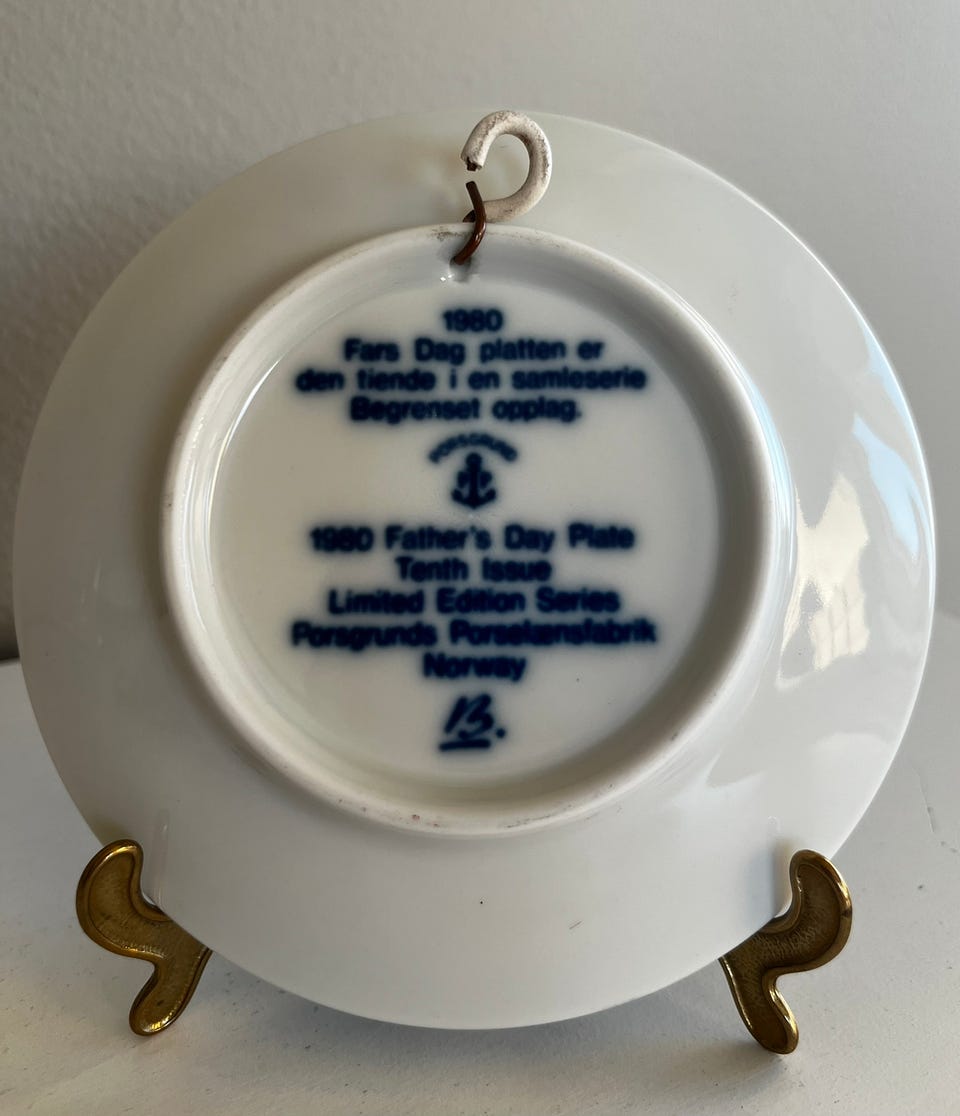 1980
Fars Dag platten er
den tiende i en samleserie
Begrenset opplag.
PORSGRUND
PP
1980 Father's Day Plate
Tenth Issue
Limited Edition Series
Porsgrunds Porselænsfabrik
Norway
B.